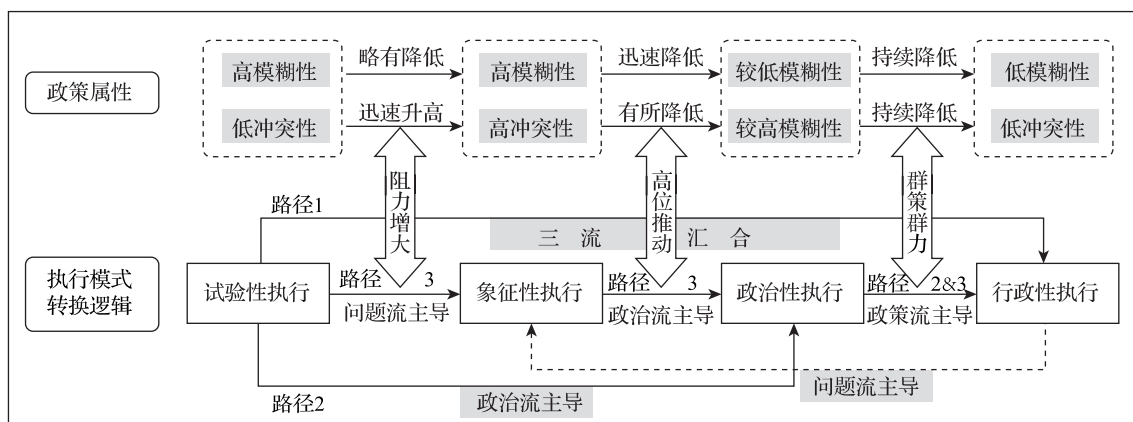 高模糊性 略有降低 高模糊性 迅速降低 较低模糊性 持续降低 低模糊性
政策属性
低冲突性 迅速升高 高冲突性 有所降低 较高模糊性 持续降低 低冲突性
阻力增大 高位推动 群策群力
路径1
三流汇合
执行模式
转换逻辑
试验性执行 路径 3 象征性执行 路径 3 政治性执行 路径 2&3 行政性执行
问题流主导 政治流主导 政策流主导
路径2 政治流主导 问题流主导